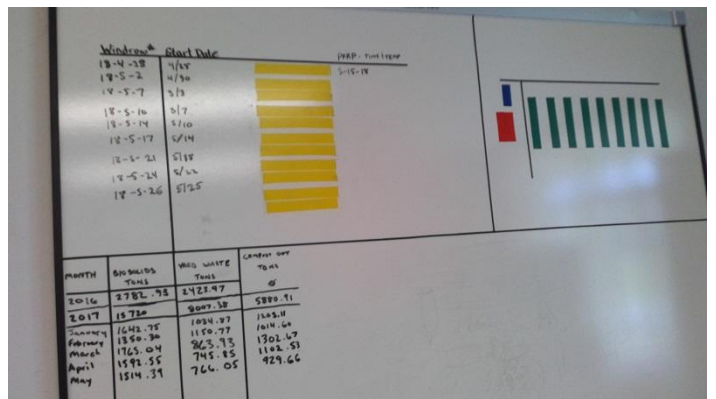 Windrow# Start Date PFRP-Time/Temp
18-4-28 4/28 5-15-18
18-5-2 4/30
18-5-7 5/3
18-5-10 5/7
18-5-14 5/10
18-5-17 5/14
18-5-21 5/18
18-5-24 5/22
18-5-26 5/25
MONTH BIOSOLIDS TONS YARD WASTE TONS COMPOST OUT TONS
2016 2782.93 2423.97
2017 15720 8007.38 5880.91
January 1642.75 1034.87 1203.11
February 1350.30 1150.77 1014.60
March 1765.04 863.93 1302.67
April 1592.55 745.85 1102.53
May 1514.39 766.05 929.66